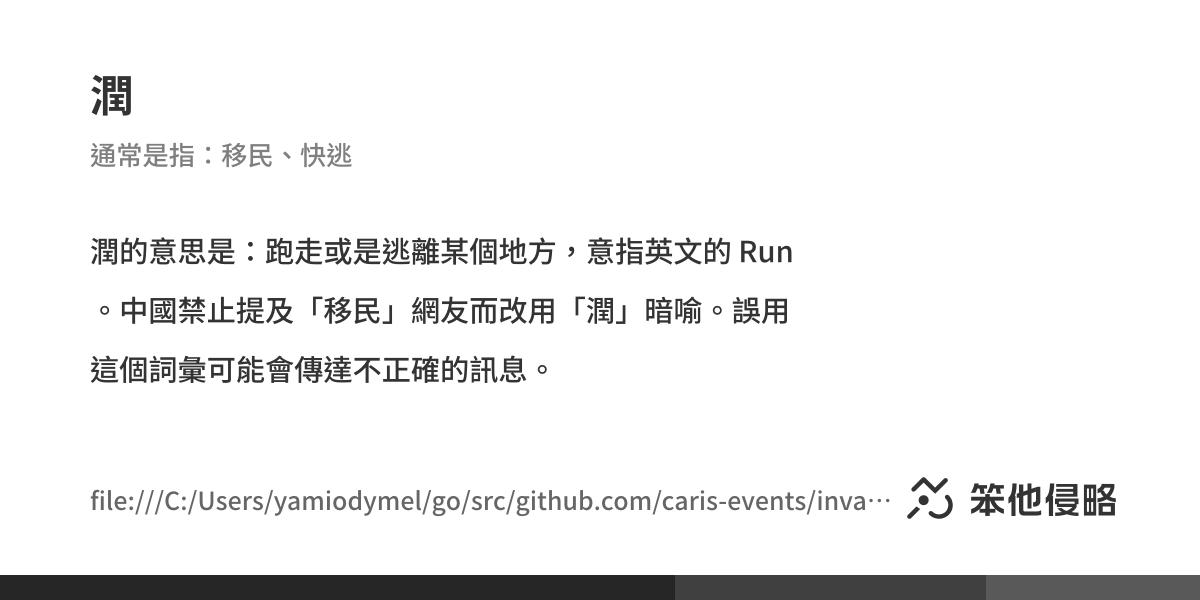 潤
通常是指：移民、快逃
潤的意思是：跑走或是逃離某個地方，意指英文的 Run
。中國禁止提及「移民」網友而改用「潤」暗喻。誤用
這個詞彙可能會傳達不正確的訊息。
file:///C:/Users/yamiodymel/go/src/github.com/caris-events/inva…
笨他侵略